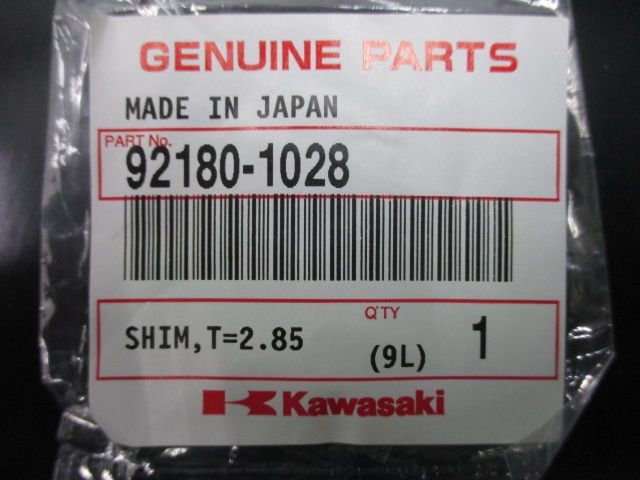 GENUINE PARTS
MADE IN JAPAN
PART No.
92180-1028
Q'TY
SHIM,T=2.85
(9L) 1
Kawasaki